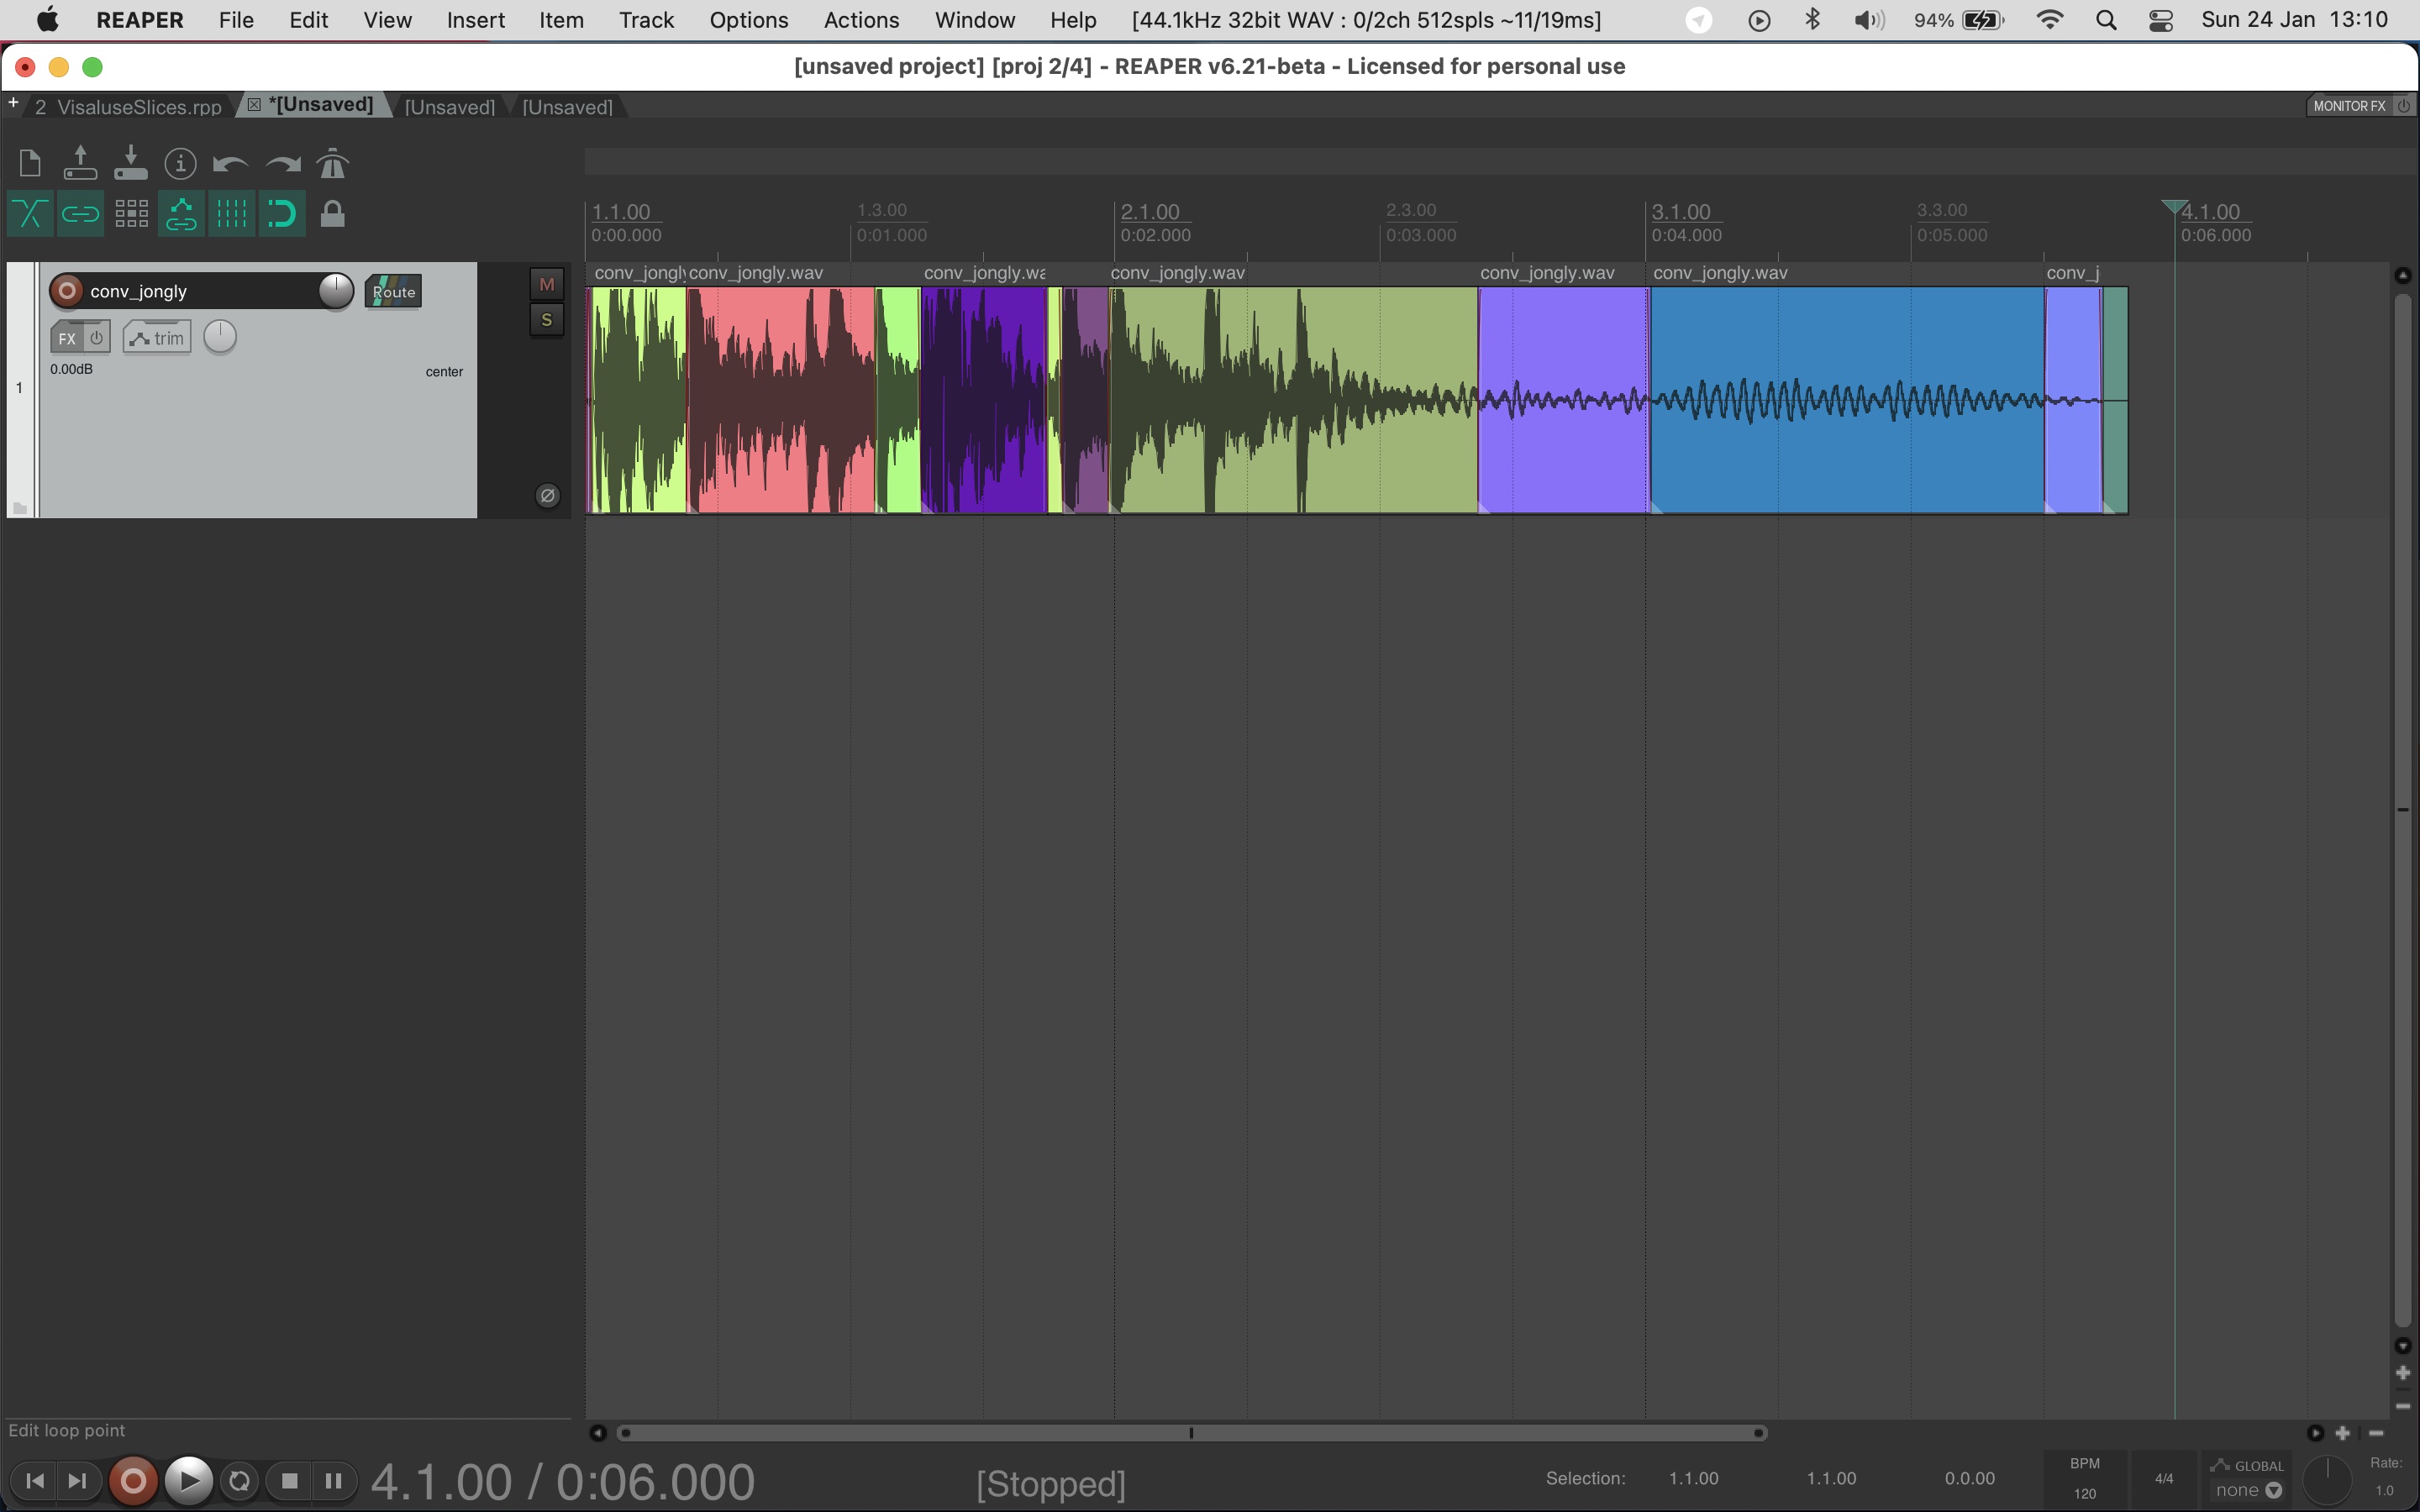 REAPER File Edit View Insert Item Track Options Actions Window Help [44.1kHz 32bit WAV : 0/2ch 512spls ~11/19ms] 94% Sun 24 Jan 13:10
[unsaved project] [proj 2/4] - REAPER v6.21-beta - Licensed for personal use
+ 2 VisaluseSlices.rpp *[Unsaved] [Unsaved] [Unsaved] MONITOR FX
1.1.00 1.3.00 2.1.00 2.3.00 3.1.00 3.3.00 4.1.00
0:00.000 0:01.000 0:02.000 0:03.000 0:04.000 0:05.000 0:06.000
conv_jongly conv_jongly.wav conv_jongly.wa conv_jongly.wav conv_jongly.wav conv_jongly.wav conv_j
conv_jongly Route M
S
FX trim
0.00dB center
1
Edit loop point
4.1.00 / 0:06.000 [Stopped] Selection: 1.1.00 1.1.00 0.0.00
BPM
120
4/4
GLOBAL
none
Rate:
1.0